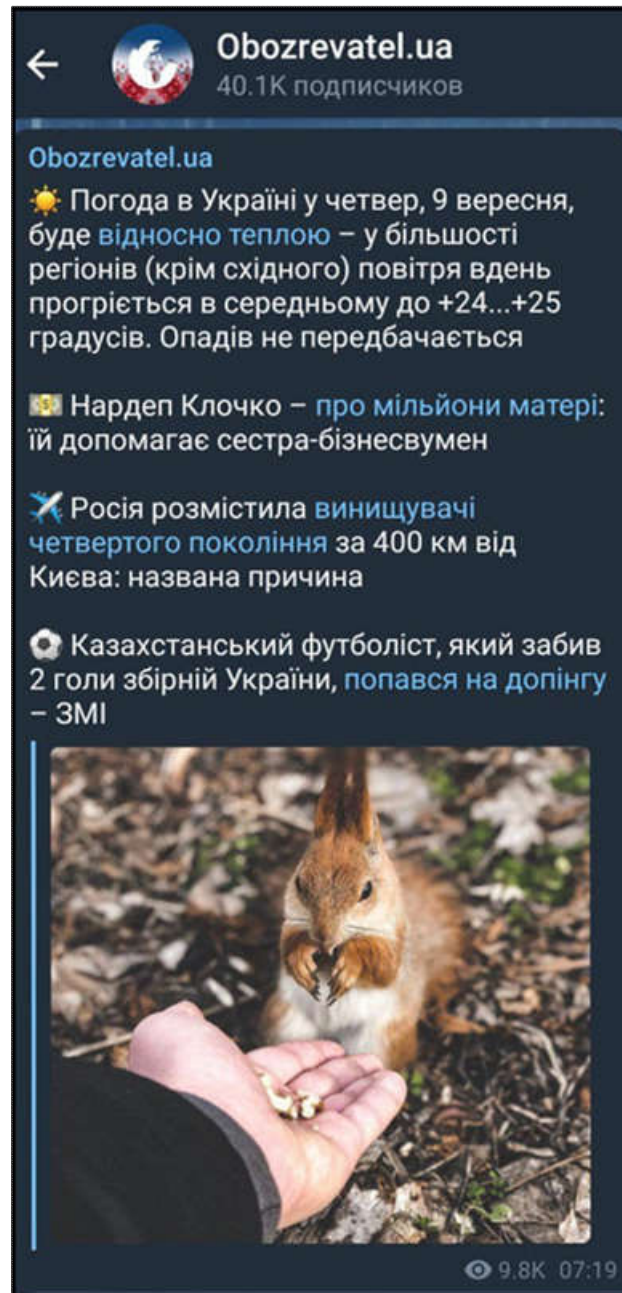 Obozrevatel.ua
40.1K подписчиков
Obozrevatel.ua
☀️ Погода в Україні у четвер, 9 вересня,
буде відносно теплою – у більшості
регіонів (крім східного) повітря вдень
прогріється в середньому до +24...+25
градусів. Опадів не передбачається
💵 Нардеп Клочко – про мільйони матері:
їй допомагає сестра-бізнесвумен
✈️ Росія розмістила винищувачі
четвертого покоління за 400 км від
Києва: названа причина
⚽ Казахстанський футболіст, який забив
2 голи збірній України, попався на допінгу
– ЗМІ
9.8K 07:19